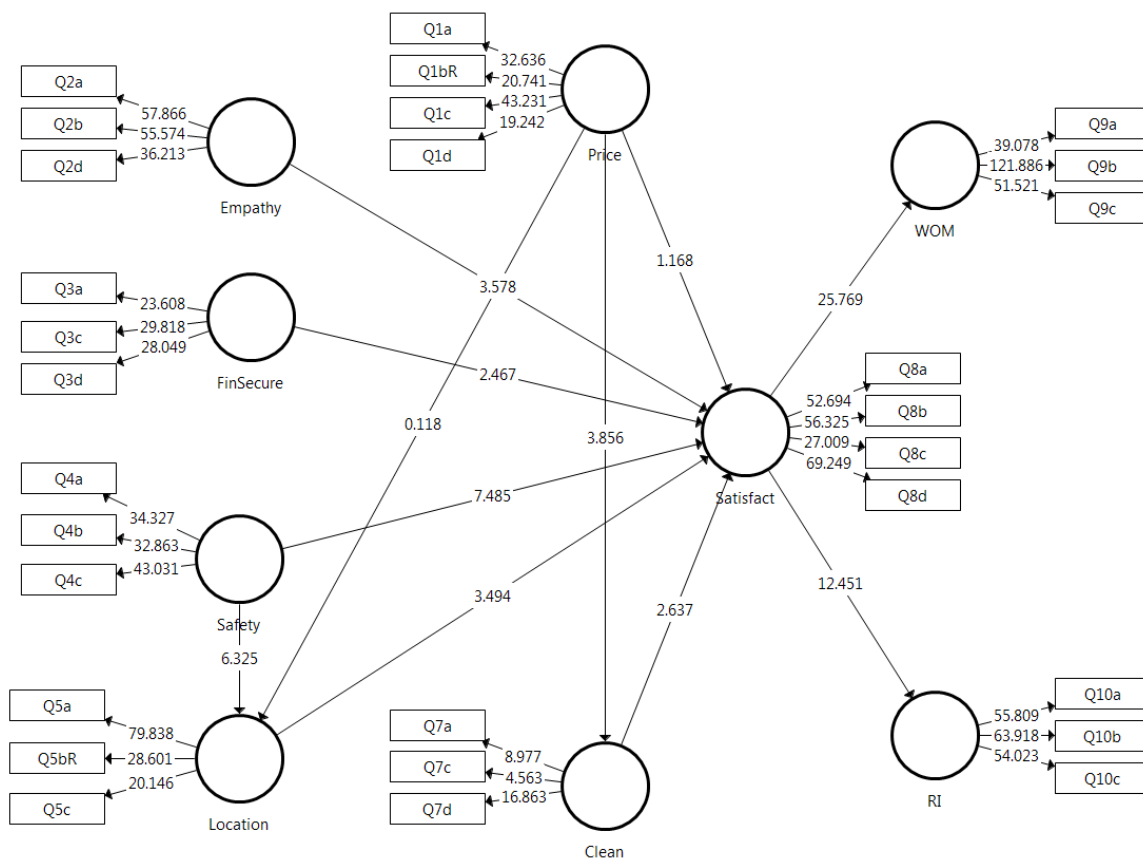 Q1a
32.636
Q1bR
20.741
Q1c
43.231
Q1d
19.242
Price
Q2a
57.866
Q2b
55.574
Q2d
36.213
Empathy
Q9a
39.078
Q9b
121.886
Q9c
51.521
WOM
3.578
1.168
25.769
Q3a
23.608
Q3c
29.818
Q3d
28.049
FinSecure
2.467
0.118
3.856
Q8a
52.694
Q8b
56.325
Q8c
27.009
Q8d
69.249
Satisfact
Q4a
34.327
Q4b
32.863
Q4c
43.031
Safety
7.485
6.325
3.494
2.637
12.451
Q5a
79.838
Q5bR
28.601
Q5c
20.146
Location
Q7a
8.977
Q7c
4.563
Q7d
16.863
Clean
Q10a
55.809
Q10b
63.918
Q10c
54.023
RI